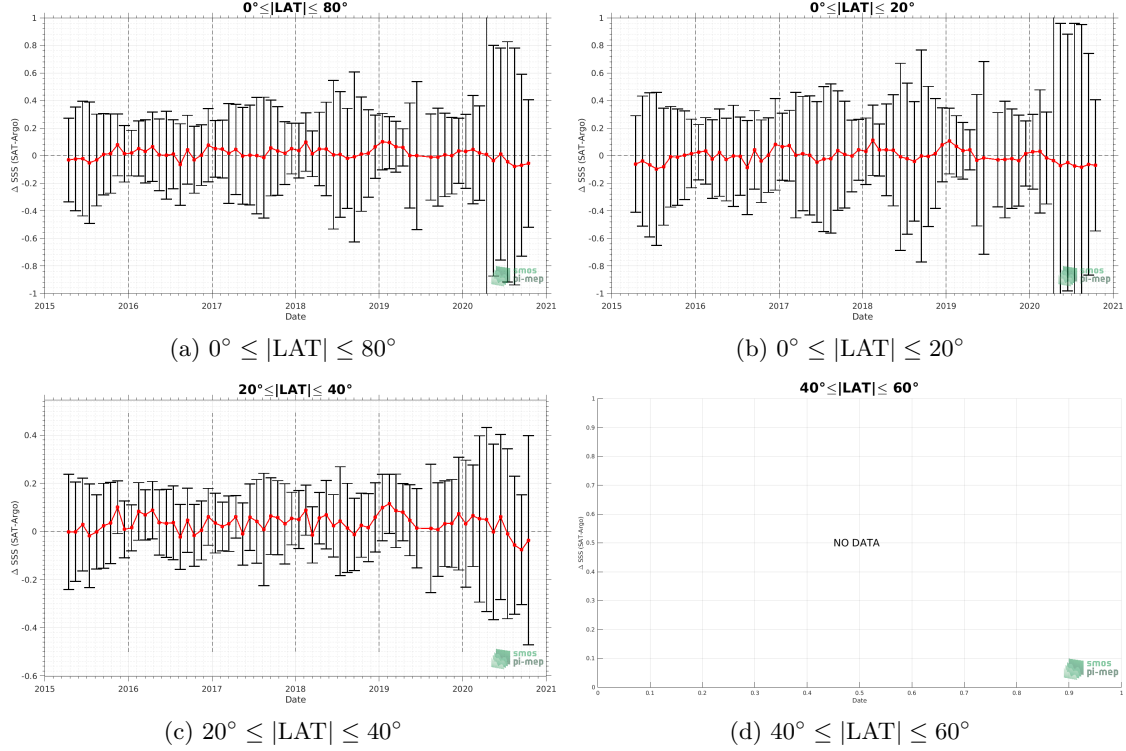 0°≤|LAT|≤ 80°
1
0.8
0.6
0.4
0.2
0
-0.2
-0.4
-0.6
-0.8
-1
Δ SSS (SAT-Argo)
2015 2016 2017 2018 2019 2020 2021
Date
smos
pi-mep
(a) 0° ≤ |LAT| ≤ 80°
0°≤|LAT|≤ 20°
1
0.8
0.6
0.4
0.2
0
-0.2
-0.4
-0.6
-0.8
-1
Δ SSS (SAT-Argo)
2015 2016 2017 2018 2019 2020 2021
Date
smos
pi-mep
(b) 0° ≤ |LAT| ≤ 20°
20°≤|LAT|≤ 40°
0.4
0.2
0
-0.2
-0.4
-0.6
Δ SSS (SAT-Argo)
2015 2016 2017 2018 2019 2020 2021
Date
smos
pi-mep
(c) 20° ≤ |LAT| ≤ 40°
40°≤|LAT|≤ 60°
1
0.9
0.8
0.7
0.6
0.5
0.4
0.3
0.2
0.1
0
Δ SSS (SAT-Argo)
NO DATA
0 0.1 0.2 0.3 0.4 0.5 0.6 0.7 0.8 0.9 1
Date
smos
pi-mep
(d) 40° ≤ |LAT| ≤ 60°